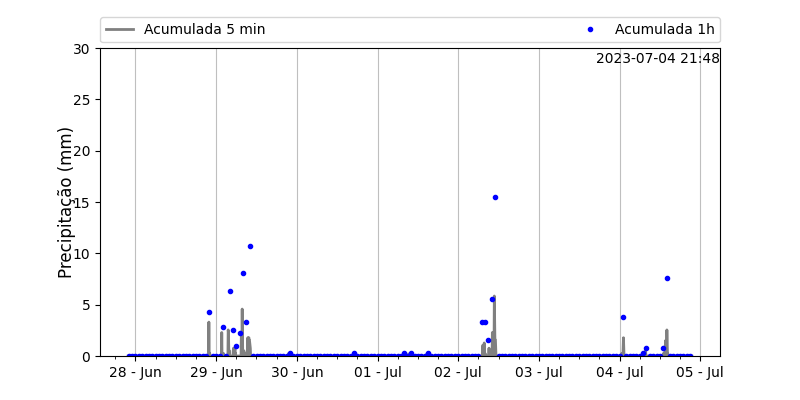 Acumulada 5 min
Acumulada 1h
2023-07-04 21:48
Precipitação (mm)
30
25
20
15
10
5
0
28 - Jun
29 - Jun
30 - Jun
01 - Jul
02 - Jul
03 - Jul
04 - Jul
05 - Jul